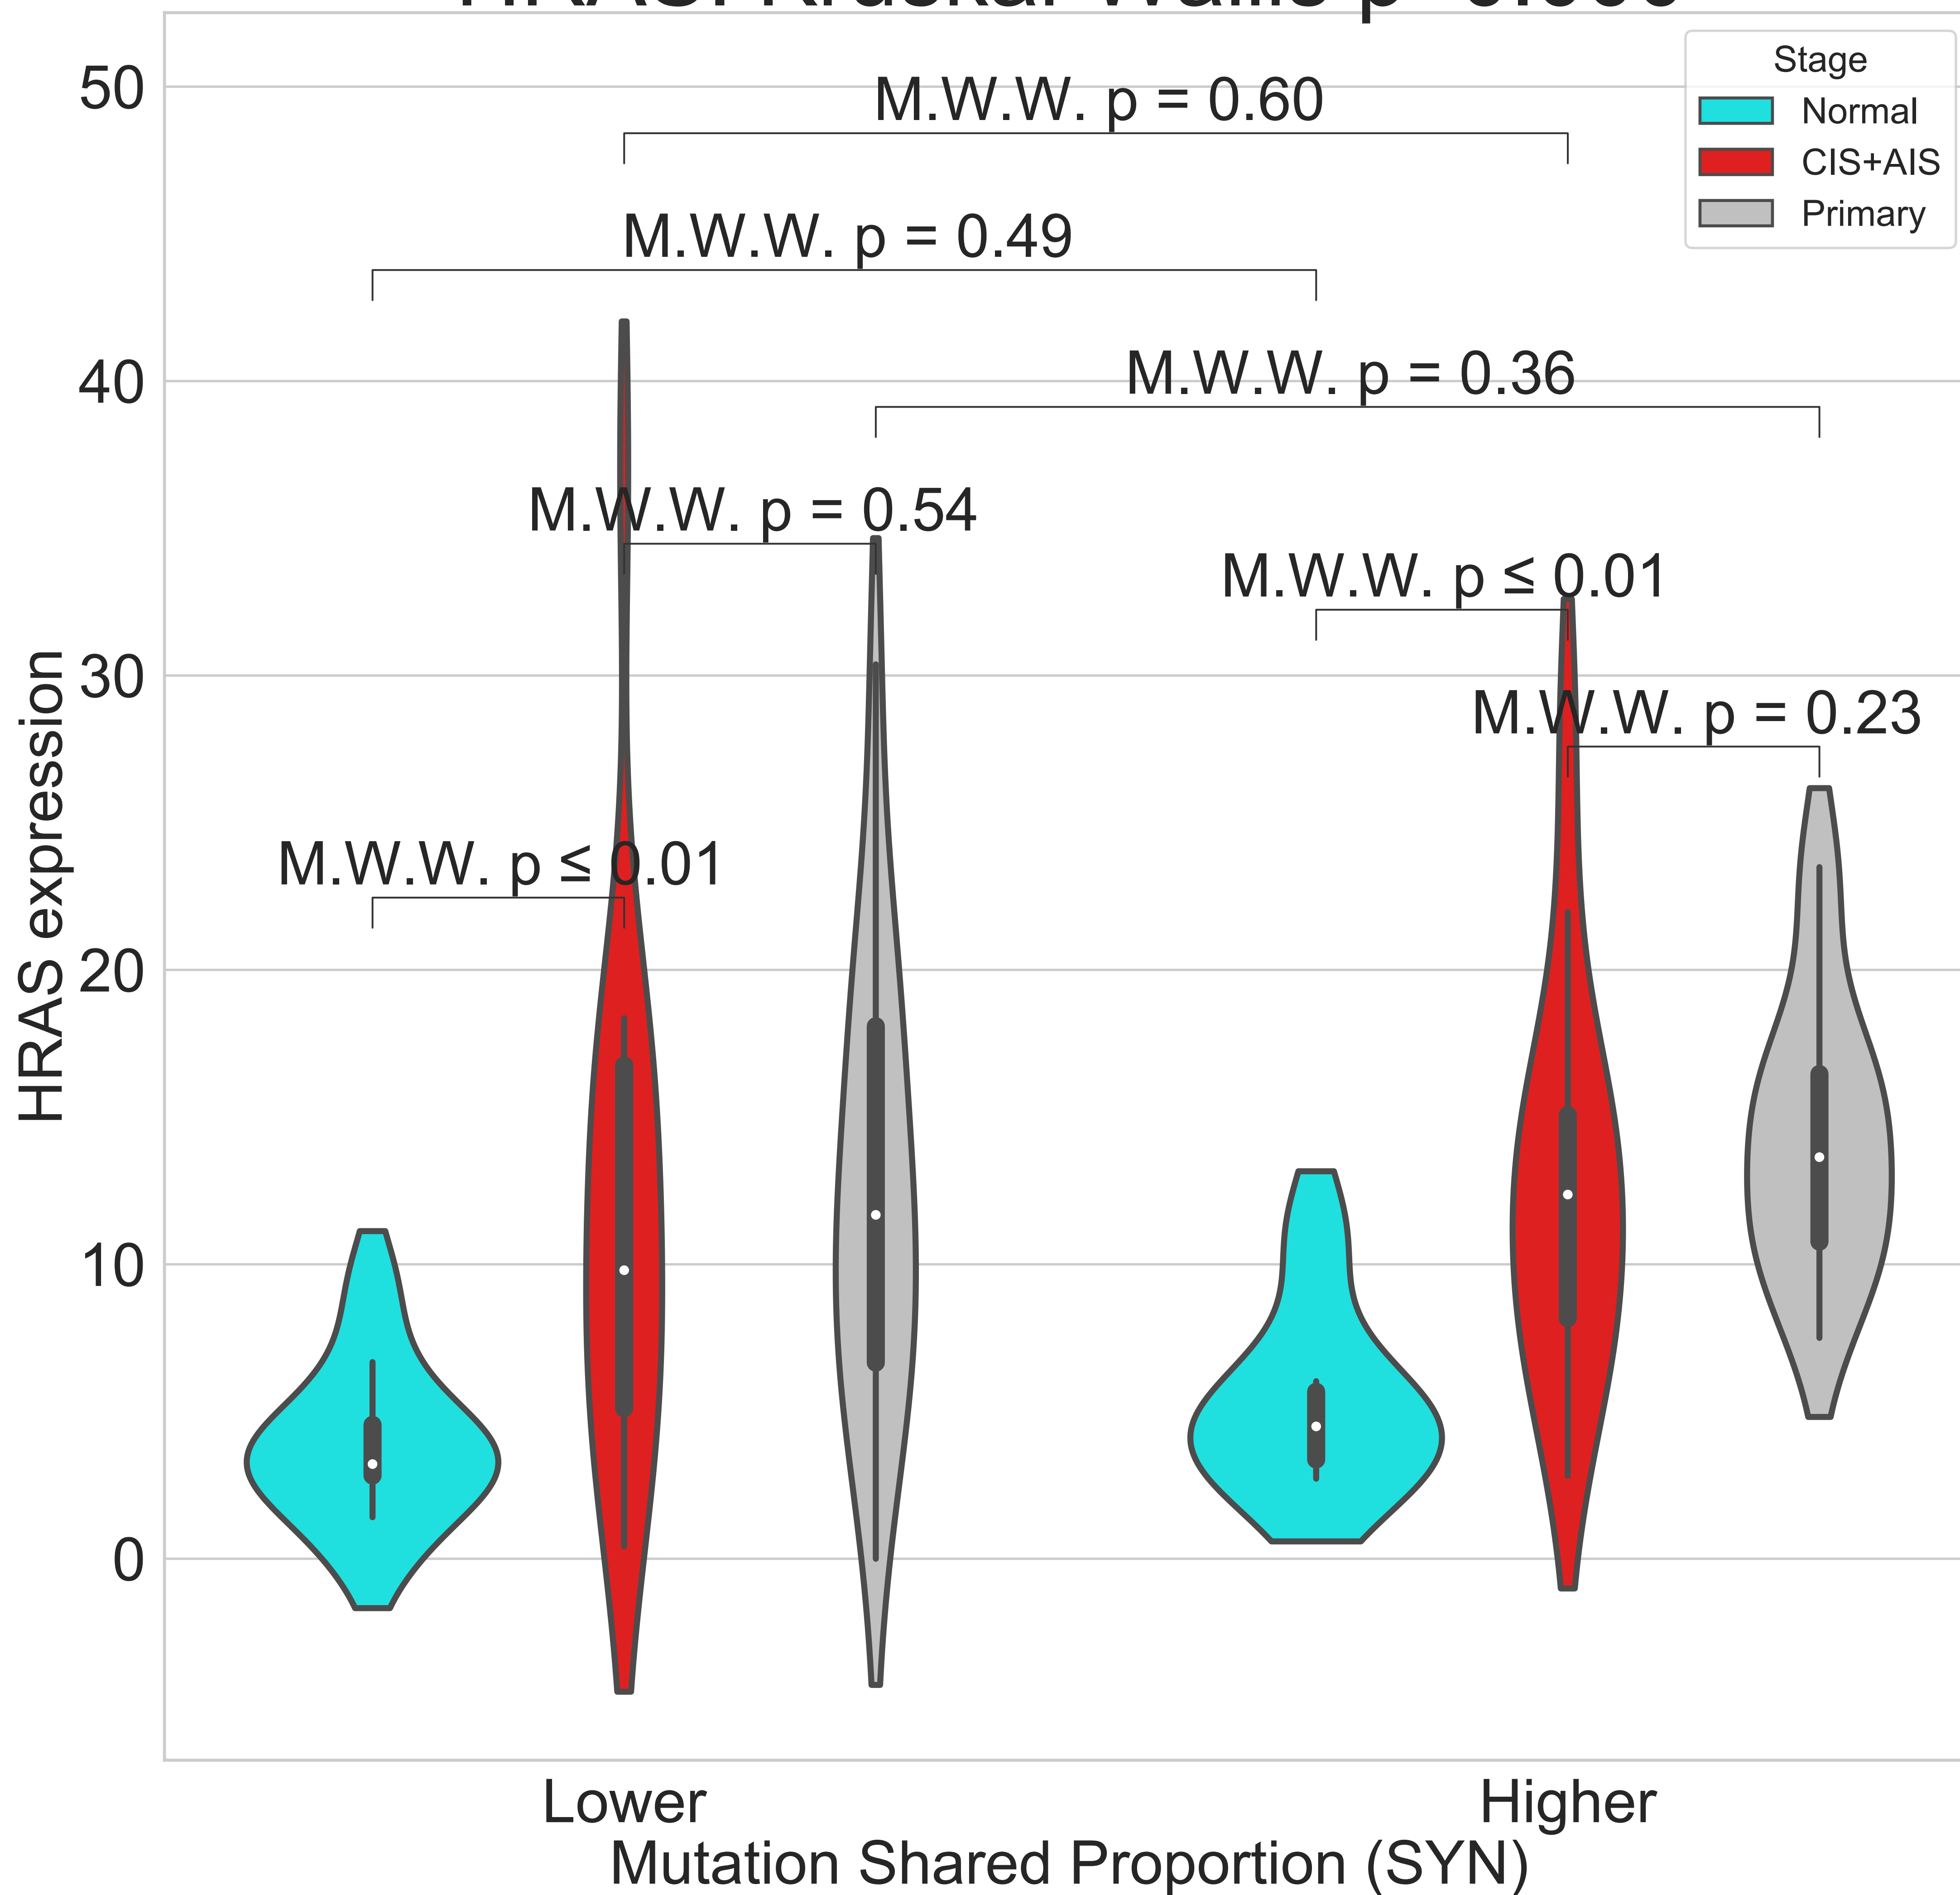 50
40
30
20
10
0
HRAS expression
M.W.W. p = 0.60
M.W.W. p = 0.49
M.W.W. p = 0.36
M.W.W. p = 0.54
M.W.W. p ≤ 0.01
M.W.W. p = 0.23
M.W.W. p ≤ 0.01
Stage
Normal
CIS+AIS
Primary
Lower
Higher
Mutation Shared Proportion (SYN)